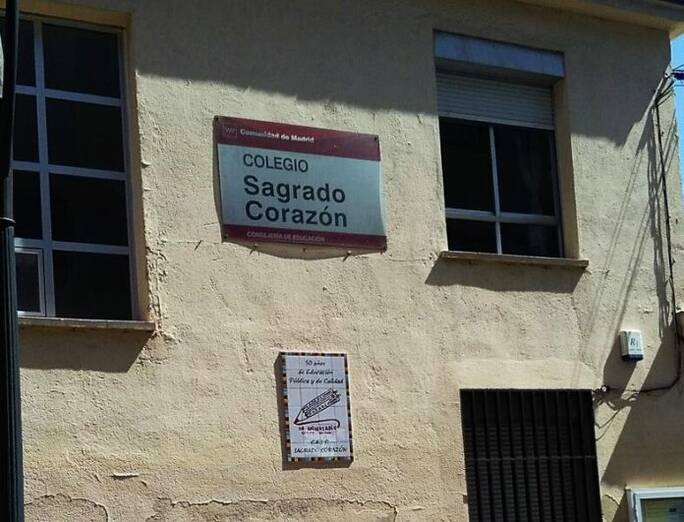 Comunidad de Madrid
COLEGIO
Sagrado
Corazón
CONSEJERÍA DE EDUCACIÓN
50 años
de Educación
Pública y de Calidad
SAGRADO CORAZÓN